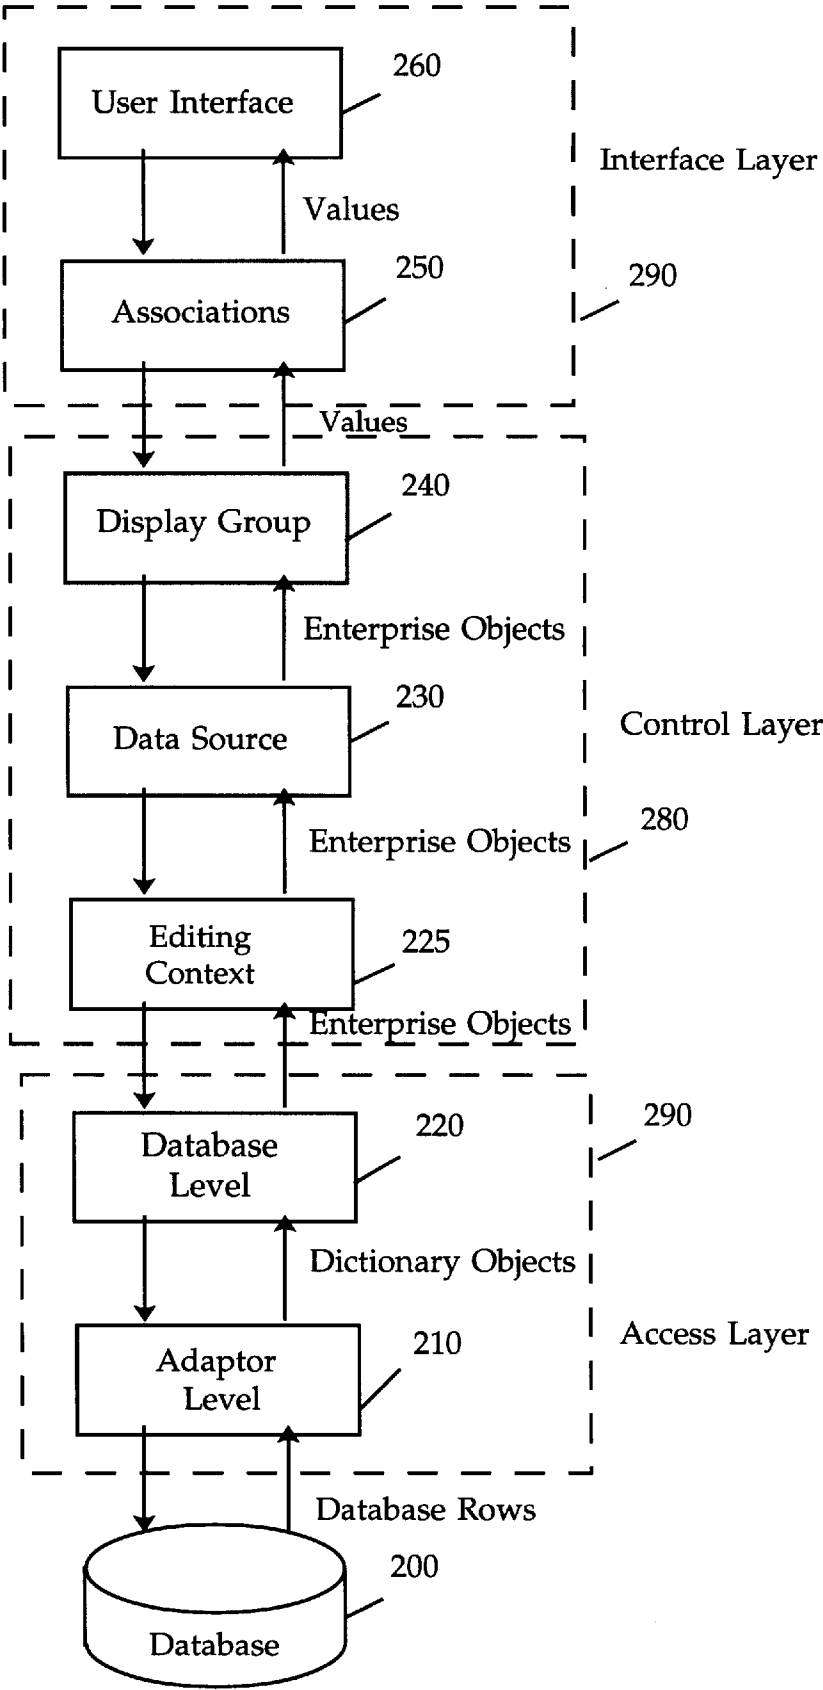 260
User Interface
Interface Layer
Values
250
290
Associations
Values
240
Display Group
Enterprise Objects
230
Data Source
Control Layer
280
Enterprise Objects
Editing
Context
225
Enterprise Objects
290
220
Database
Level
Dictionary Objects
Access Layer
210
Adaptor
Level
Database Rows
200
Database